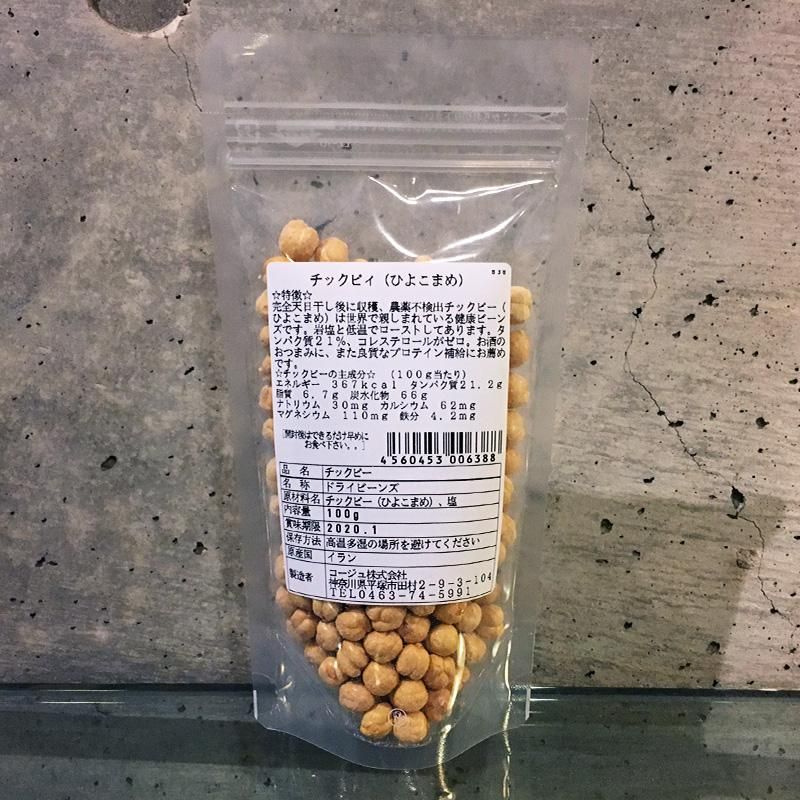 チックピィ（ひよこまめ）
☆特徴☆
完全天日干し後に収穫、農薬不検出チックピー（
ひよこまめ）は世界で親しまれている健康ビーン
ズです。岩塩と低温でローストしてあります。タ
ンパク質２１％、コレステロールがゼロ。お酒の
おつまみに、また良質なプロテイン補給にお薦め
です。
☆チックピーの主成分☆　（１００ｇ当たり）
エネルギー　３６７ｋｃａｌ　タンパク質２１.２ｇ
脂質　６.７ｇ　炭水化物　６６ｇ
ナトリウム　３０ｍｇ　カルシウム　６２ｍｇ
マグネシウム　１１０ｍｇ　鉄分　４.２ｍｇ
[開封後はできるだけ早めに
お食べ下さい。。]
4560453 006388
品　名 チックピー
名　称 ドライビーンズ
原材料名 チックピー（ひよこまめ）、塩
内容量 100g
賞味期限 2020.1
保存方法 高温多湿の場所を避けてください
原産国 イラン
製造者 コージュ株式会社
神奈川県平塚市田村２－９－３－１０４
ＴＥＬ０４６３－７４－５９９１